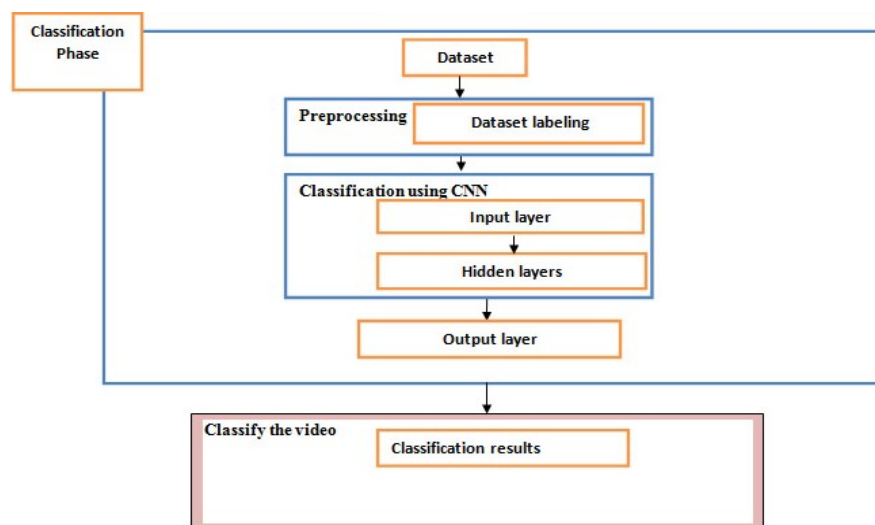 Classification
Phase
Dataset
Preprocessing
Dataset labeling
Classification using CNN
Input layer
Hidden layers
Output layer
Classify the video
Classification results